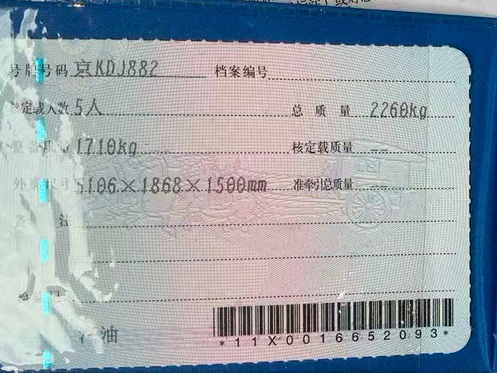 号牌号码 京KDJ882 档案编号
核定载人数 5人 总质量 2260kg
整备质量 1710kg 核定载质量 --
外廓尺寸 5106×1868×1500mm 准牵引总质量 --
备注
汽油
*11X0016652093*